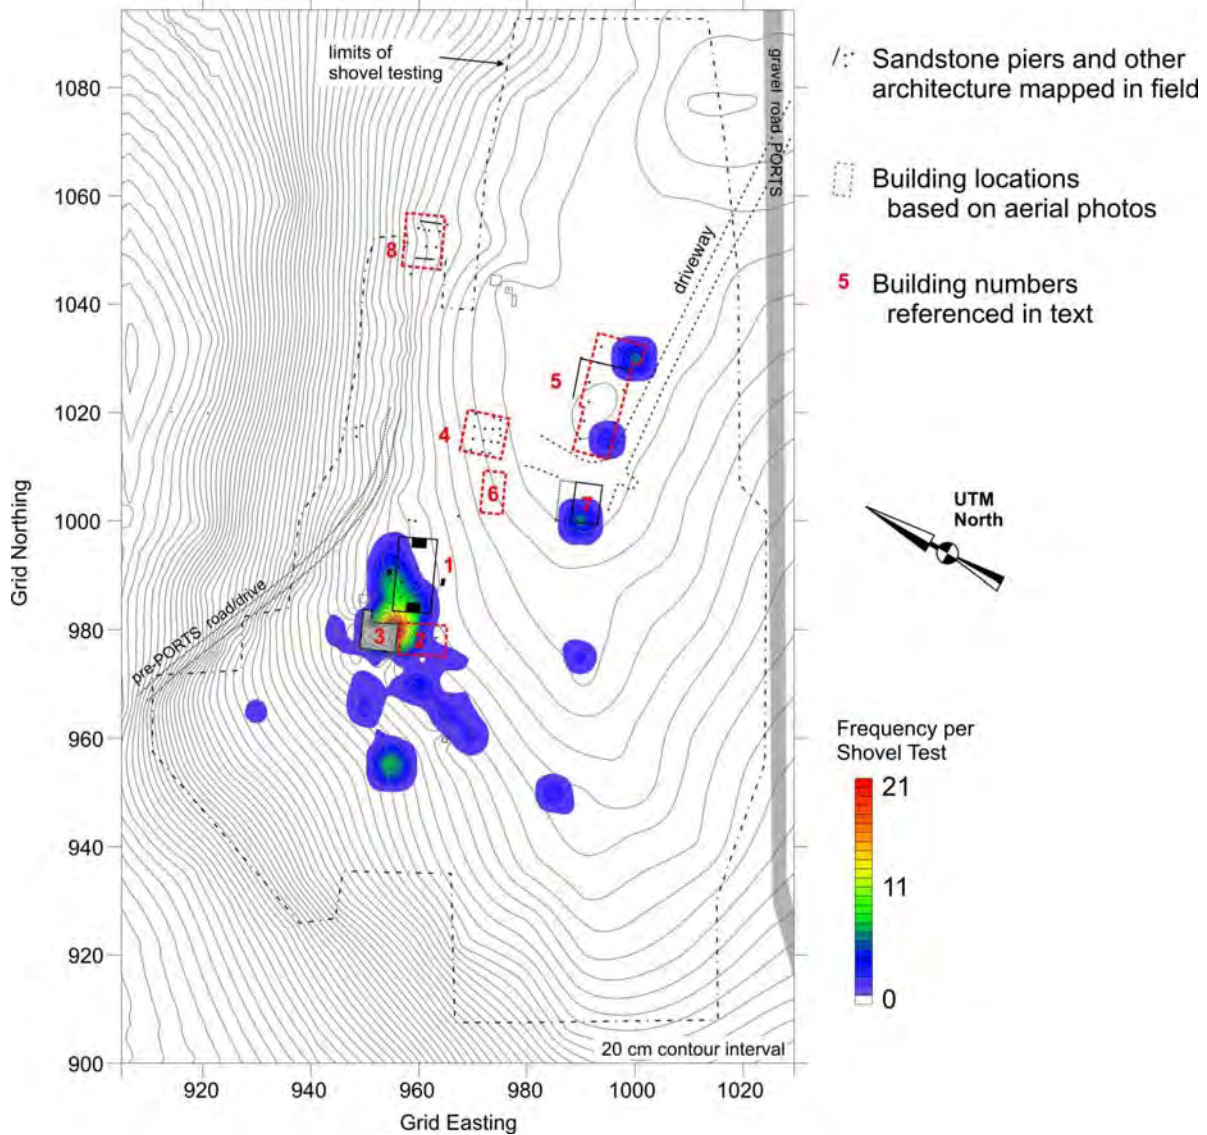 limits of
shovel testing
gravel road, PORTS
driveway
pre-PORTS road/drive
8
5
4
6
7
1
3
2
20 cm contour interval
Grid Northing
1080
1060
1040
1020
1000
980
960
940
920
900
920
940
960
980
1000
1020
Grid Easting
Sandstone piers and other
architecture mapped in field
Building locations
based on aerial photos
5 Building numbers
referenced in text
UTM
North
Frequency per
Shovel Test
21
11
0